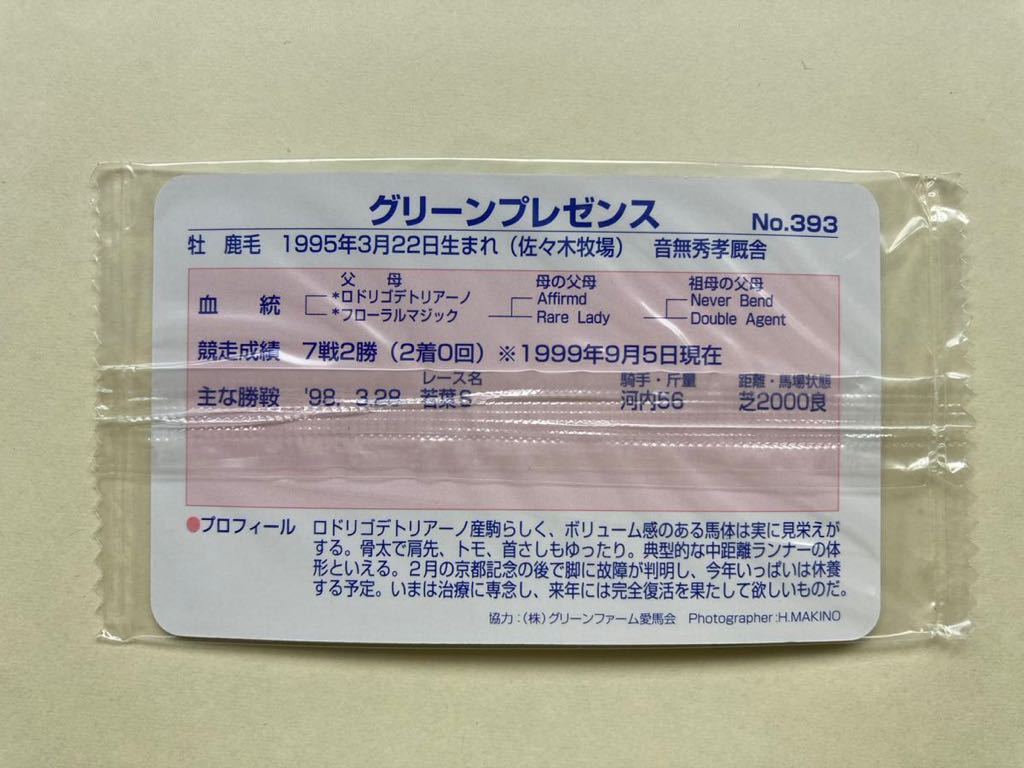 グリーンプレゼンス No.393
牡 鹿毛 1995年3月22日生まれ（佐々木牧場） 音無秀孝厩舎
父 母 母の父母 祖母の父母
血 統 *ロドリゴデトリアーノ Affirmd Never Bend
*フローラルマジック Rare Lady Double Agent
競走成績 7戦2勝（2着0回）※1999年9月5日現在
レース名 騎手・斤量 距離・馬場状態
主な勝鞍 '98. 3.28 若葉S 河内56 芝2000良
●プロフィール ロドリゴデトリアーノ産駒らしく、ボリューム感のある馬体は実に見栄えが
する。骨太で肩先、トモ、首さしもゆったり。典型的な中距離ランナーの体
形といえる。2月の京都記念の後で脚に故障が判明し、今年いっぱいは休養
する予定。いまは治療に専念し、来年には完全復活を果たして欲しいものだ。
協力：（株）グリーンファーム愛馬会 Photographer:H.MAKINO